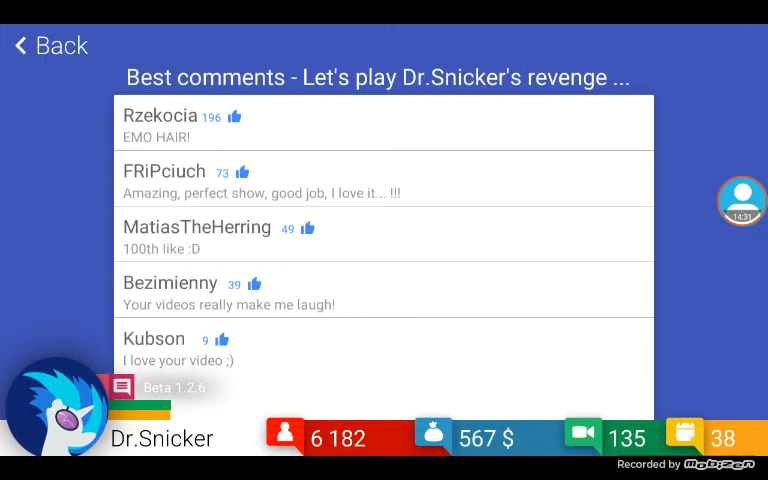 Back
Best comments - Let's play Dr.Snicker's revenge ...
Rzekocia 196
EMO HAIR!
FRiPciuch 73
Amazing, perfect show, good job, I love it... !!!
MatiasTheHerring 49
100th like :D
Bezimienny 39
Your videos really make me laugh!
Kubson 9
I love your video ;)
14:31
Beta 1.2.6
Dr.Snicker 6 182 567 $ 135 38
Recorded by MOBIZEN